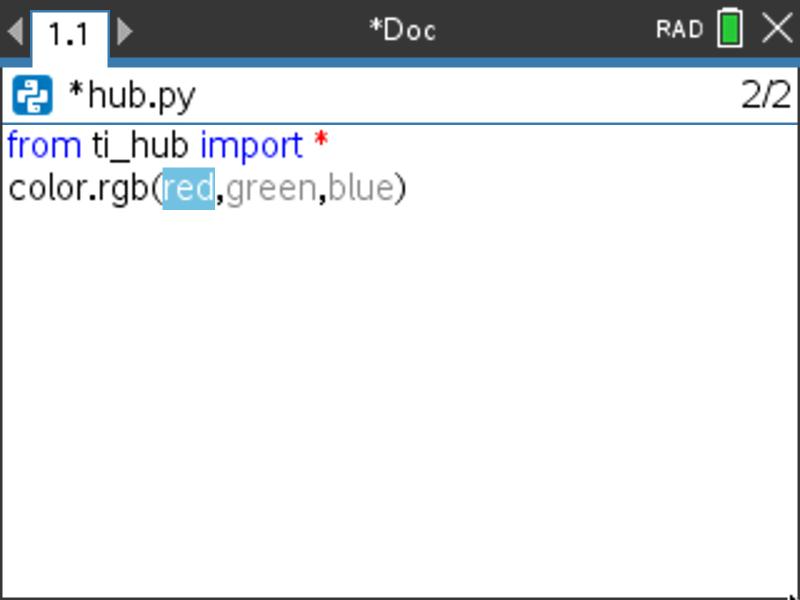 1.1 *Doc RAD
*hub.py 2/2
from ti_hub import *
color.rgb(red,green,blue)